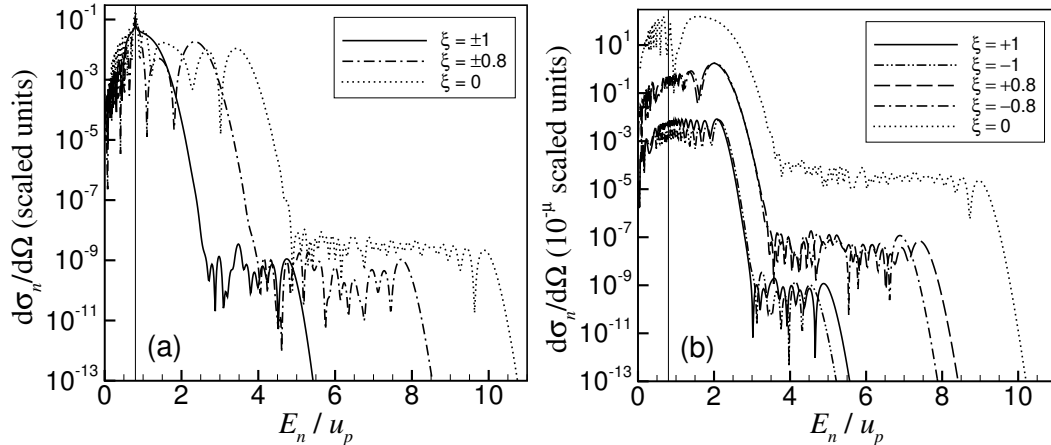 10⁻¹
10⁻³
10⁻⁵
10⁻⁷
10⁻⁹
10⁻¹¹
10⁻¹³
dσₙ/dΩ (scaled units)
ξ = ±1
ξ = ±0.8
ξ = 0
(a)
0 2 4 6 8 10
Eₙ / uₚ
10¹
10⁻¹
10⁻³
10⁻⁵
10⁻⁷
10⁻⁹
10⁻¹¹
10⁻¹³
dσₙ/dΩ (10^-μ scaled units)
ξ = +1
ξ = −1
ξ = +0.8
ξ = −0.8
ξ = 0
(b)
0 2 4 6 8 10
Eₙ / uₚ